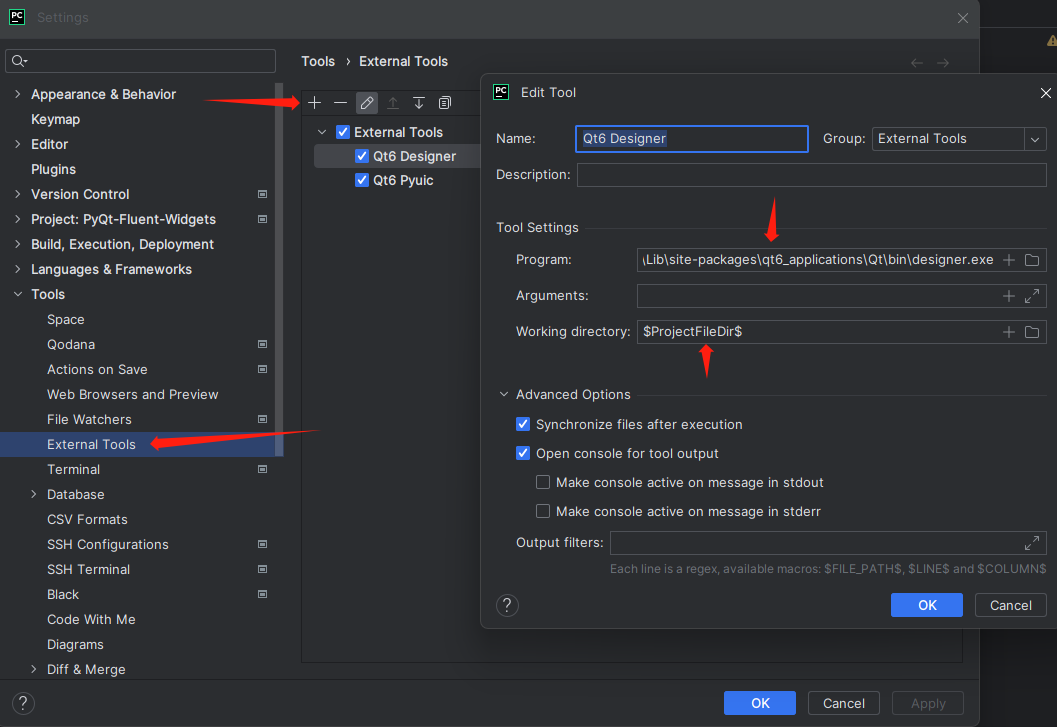 PC
Settings
Appearance & Behavior
Keymap
Editor
Plugins
Version Control
Project: PyQt-Fluent-Widgets
Build, Execution, Deployment
Languages & Frameworks
Tools
Space
Qodana
Actions on Save
Web Browsers and Preview
File Watchers
External Tools
Terminal
Database
CSV Formats
SSH Configurations
SSH Terminal
Black
Code With Me
Diagrams
Diff & Merge
Tools › External Tools
External Tools
Qt6 Designer
Qt6 Pyuic
PC
Edit Tool
Name: Qt6 Designer Group: External Tools
Description:
Tool Settings
Program: \Lib\site-packages\qt6_applications\Qt\bin\designer.exe
Arguments:
Working directory: $ProjectFileDir$
Advanced Options
Synchronize files after execution
Open console for tool output
Make console active on message in stdout
Make console active on message in stderr
Output filters:
Each line is a regex, available macros: $FILE_PATH$, $LINE$ and $COLUMN$
? OK Cancel
? OK Cancel Apply